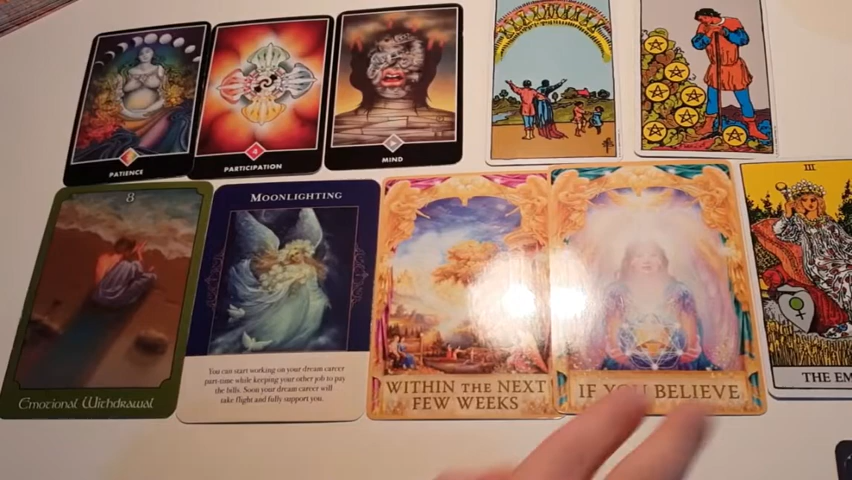 PATIENCE
4
PARTICIPATION
MIND
8
Emotional Withdrawal
MOONLIGHTING
You can start working on your dream career
part-time while keeping your other job to pay
the bills. Soon your dream career will
take flight and fully support you.
WITHIN THE NEXT
FEW WEEKS
IF YOU BELIEVE
III
THE EM